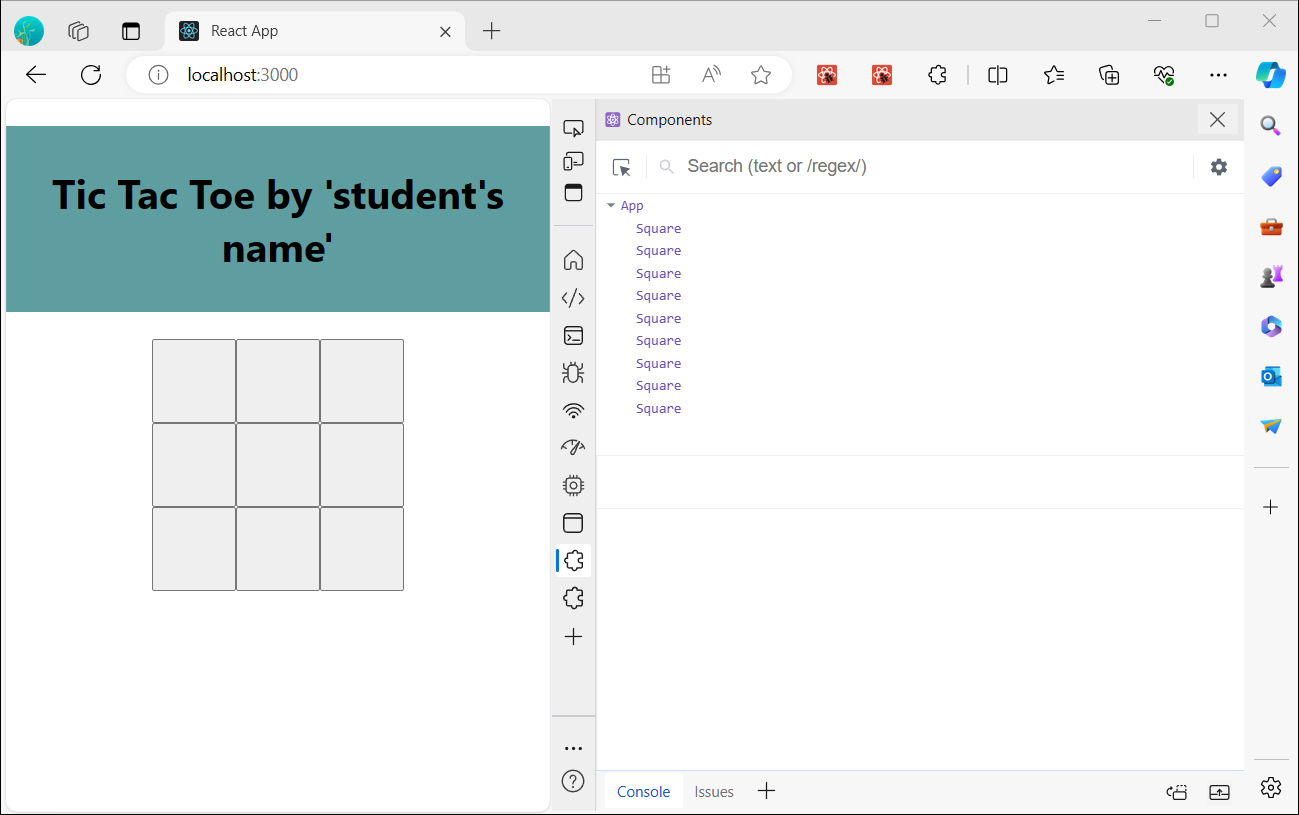 React App
localhost:3000
Tic Tac Toe by 'student's
name'
Components
Search (text or /regex/)
App
Square
Square
Square
Square
Square
Square
Square
Square
Square
Console
Issues